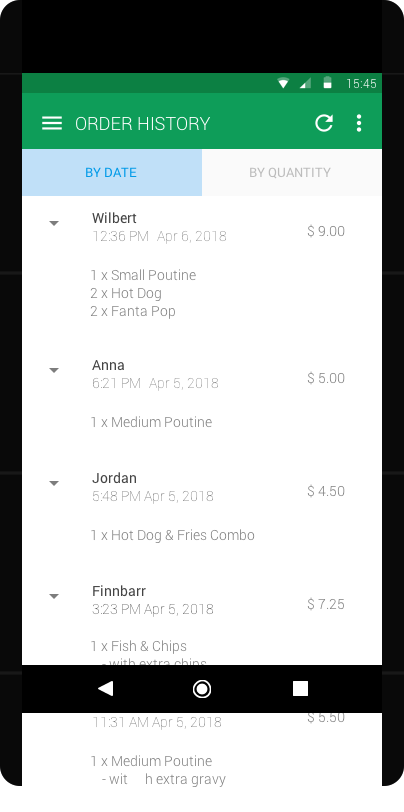 15:45
ORDER HISTORY
BY DATE BY QUANTITY
Wilbert
12:36 PM Apr 6, 2018
$ 9.00
1 x Small Poutine
2 x Hot Dog
2 x Fanta Pop
Anna
6:21 PM Apr 5, 2018
$ 5.00
1 x Medium Poutine
Jordan
5:48 PM Apr 5, 2018
$ 4.50
1 x Hot Dog & Fries Combo
Finnbarr
3:23 PM Apr 5, 2018
$ 7.25
1 x Fish & Chips
- with extra chips
11:31 AM Apr 5, 2018
$ 5.50
1 x Medium Poutine
- wit h extra gravy